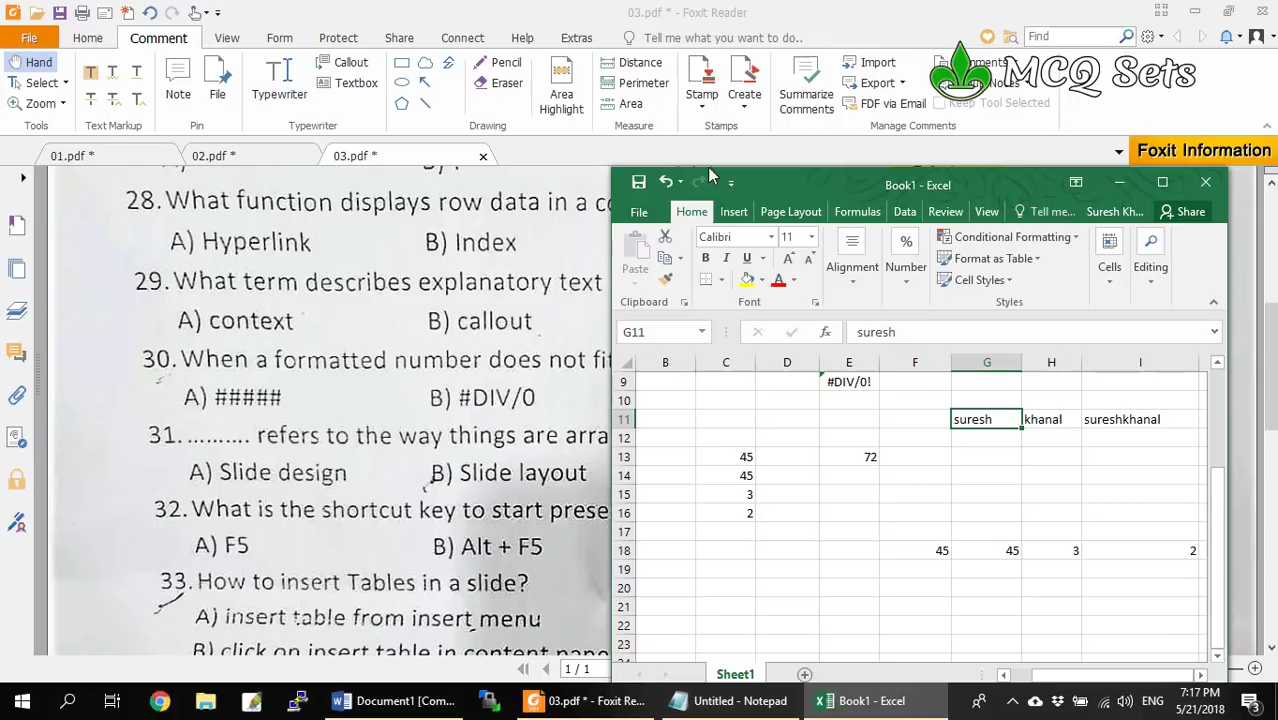 03.pdf * - Foxit Reader
File Home Comment View Form Protect Share Connect Help Extras Tell me what you want to do.. Find
Hand
Select
Zoom
Tools
Text Markup
Note
File
Pin
Typewriter
Callout
Textbox
Typewriter
Pencil
Eraser
Drawing
Area Highlight
Distance
Perimeter
Area
Measure
Stamp
Create
Stamps
Summarize Comments
Import
Export
FDF via Email
Comments
Keep Tool Selected
Manage Comments
MCQ Sets
01.pdf * 02.pdf * 03.pdf *
Foxit Information
28. What function displays row data in a co
A) Hyperlink B) Index
29. What term describes explanatory text
A) context B) callout
30. When a formatted number does not fit
A) ##### B) #DIV/0
31. .......... refers to the way things are arra
A) Slide design B) Slide layout
32. What is the shortcut key to start prese
A) F5 B) Alt + F5
33. How to insert Tables in a slide?
A) insert table from insert menu
B) click on insert table in content pane
1 / 1
Book1 - Excel
File Home Insert Page Layout Formulas Data Review View Tell me... Suresh Kh... Share
Paste
Clipboard
Calibri 11
B I U
Font
Alignment
Number
Conditional Formatting
Format as Table
Cell Styles
Styles
Cells
Editing
G11 fx suresh
B C D E F G H I
9 #DIV/0!
10
11 suresh khanal sureshkhanal
12
13 45 72
14 45
15 3
16 2
17
18 45 45 3 2
19
20
21
22
23
Sheet1
Document1 [Com... 03.pdf * - Foxit Re... Untitled - Notepad Book1 - Excel
ENG
7:17 PM
5/21/2018
3